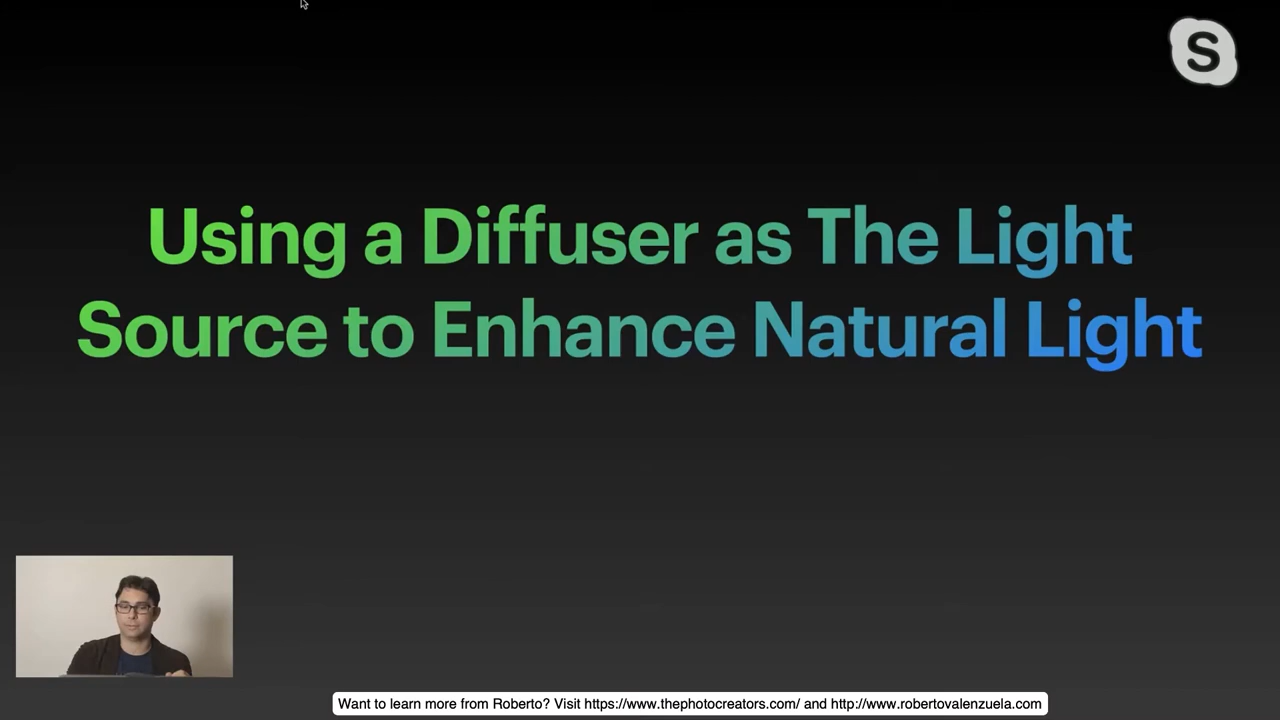 S
Using a Diffuser as The Light
Source to Enhance Natural Light
Want to learn more from Roberto? Visit https://www.thephotocreators.com/ and http://www.robertovalenzuela.com